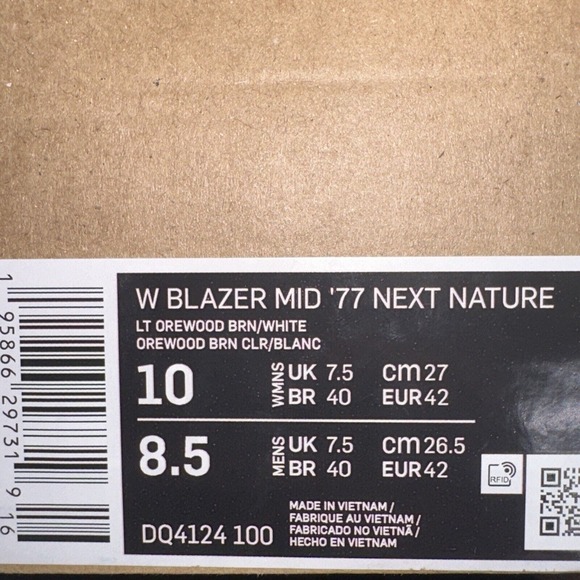 W BLAZER MID '77 NEXT NATURE
LT OREWOOD BRN/WHITE
OREWOOD BRN CLR/BLANC
10 WMNS UK 7.5 cm 27
BR 40 EUR 42
8.5 MENS UK 7.5 cm 26.5
BR 40 EUR 42
DQ4124 100
MADE IN VIETNAM /
FABRIQUE AU VIETNAM /
FABRICADO NO VIETNÃ /
HECHO EN VIETNAM
RFID
1 95866 29731 9 16